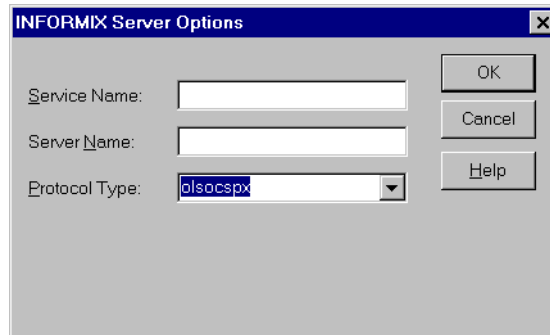 INFORMIX Server Options
Service Name:
OK
Cancel
Server Name:
Help
Protocol Type:
olsocspx